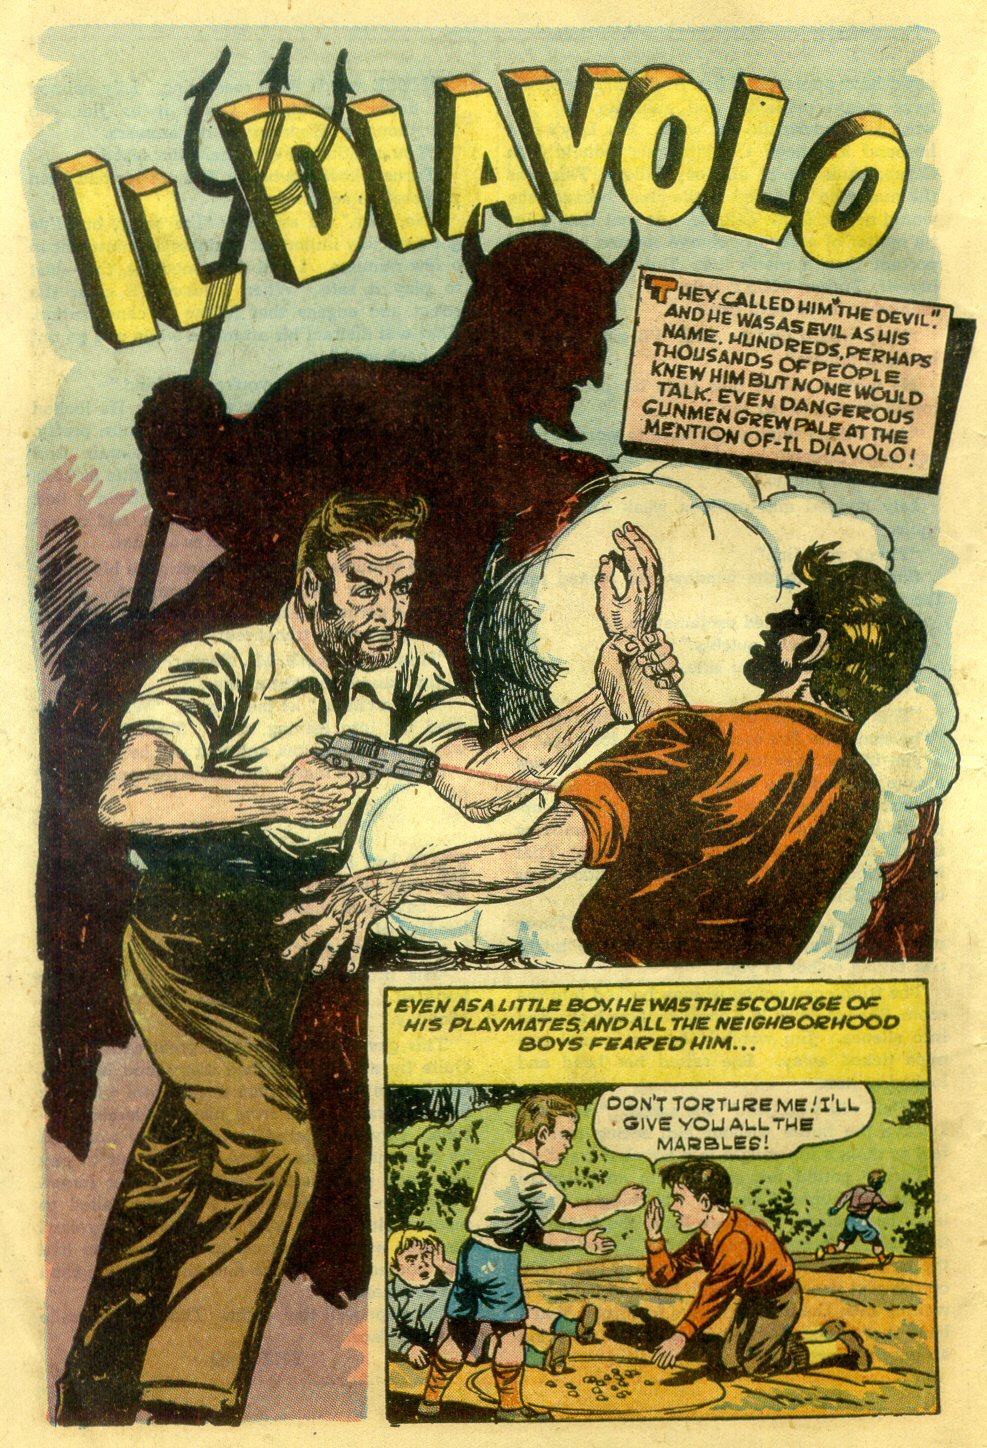 IL DIAVOLO
THEY CALLED HIM "THE DEVIL".
AND HE WAS AS EVIL AS HIS
NAME. HUNDREDS, PERHAPS
THOUSANDS OF PEOPLE
KNEW HIM BUT NONE WOULD
TALK. EVEN DANGEROUS
GUNMEN GREW PALE AT THE
MENTION OF-IL DIAVOLO!
EVEN AS A LITTLE BOY, HE WAS THE SCOURGE OF
HIS PLAYMATES, AND ALL THE NEIGHBORHOOD
BOYS FEARED HIM...
DON'T TORTURE ME! I'LL
GIVE YOU ALL THE
MARBLES!